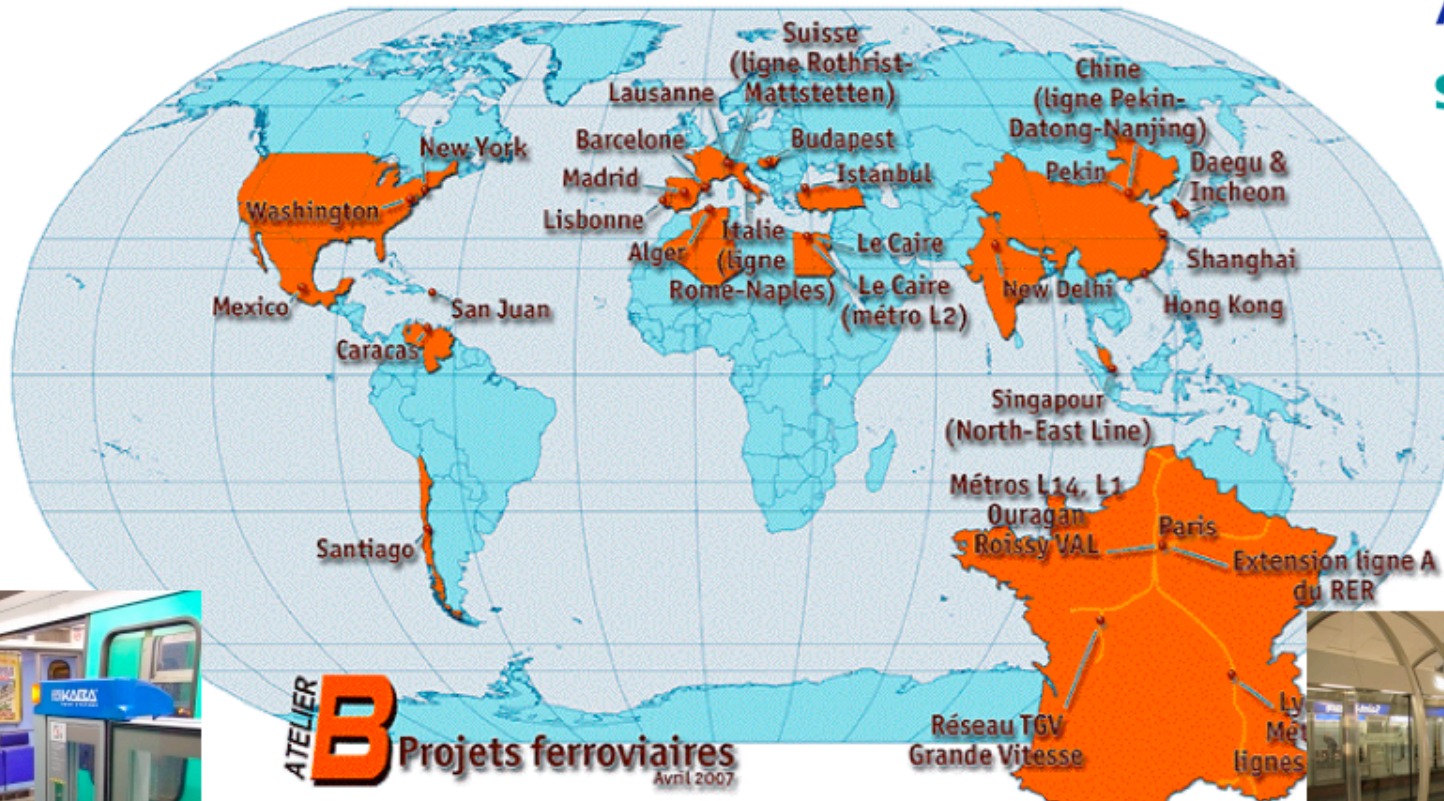 Suisse
(ligne Rothrist-
Mattstetten)
Lausanne
Barcelone
Budapest
Madrid
Istanbul
Lisbonne
Alger
Italie
(ligne
Rome-Naples)
Le Caire
Le Caire
(métro L2)
New York
Washington
Mexico
San Juan
Caracas
Santiago
Chine
(ligne Pekin-
Datong-Nanjing)
Pekin
Daegu &
Incheon
Shanghai
New Delhi
Hong Kong
Singapour
(North-East Line)
Métros L14, L1
Ouragan
Roissy VAL
Paris
Extension ligne A
du RER
Réseau TGV
Grande Vitesse
Ly
Mét
lignes
KABA
ATELIER
B
Projets ferroviaires
Avril 2007